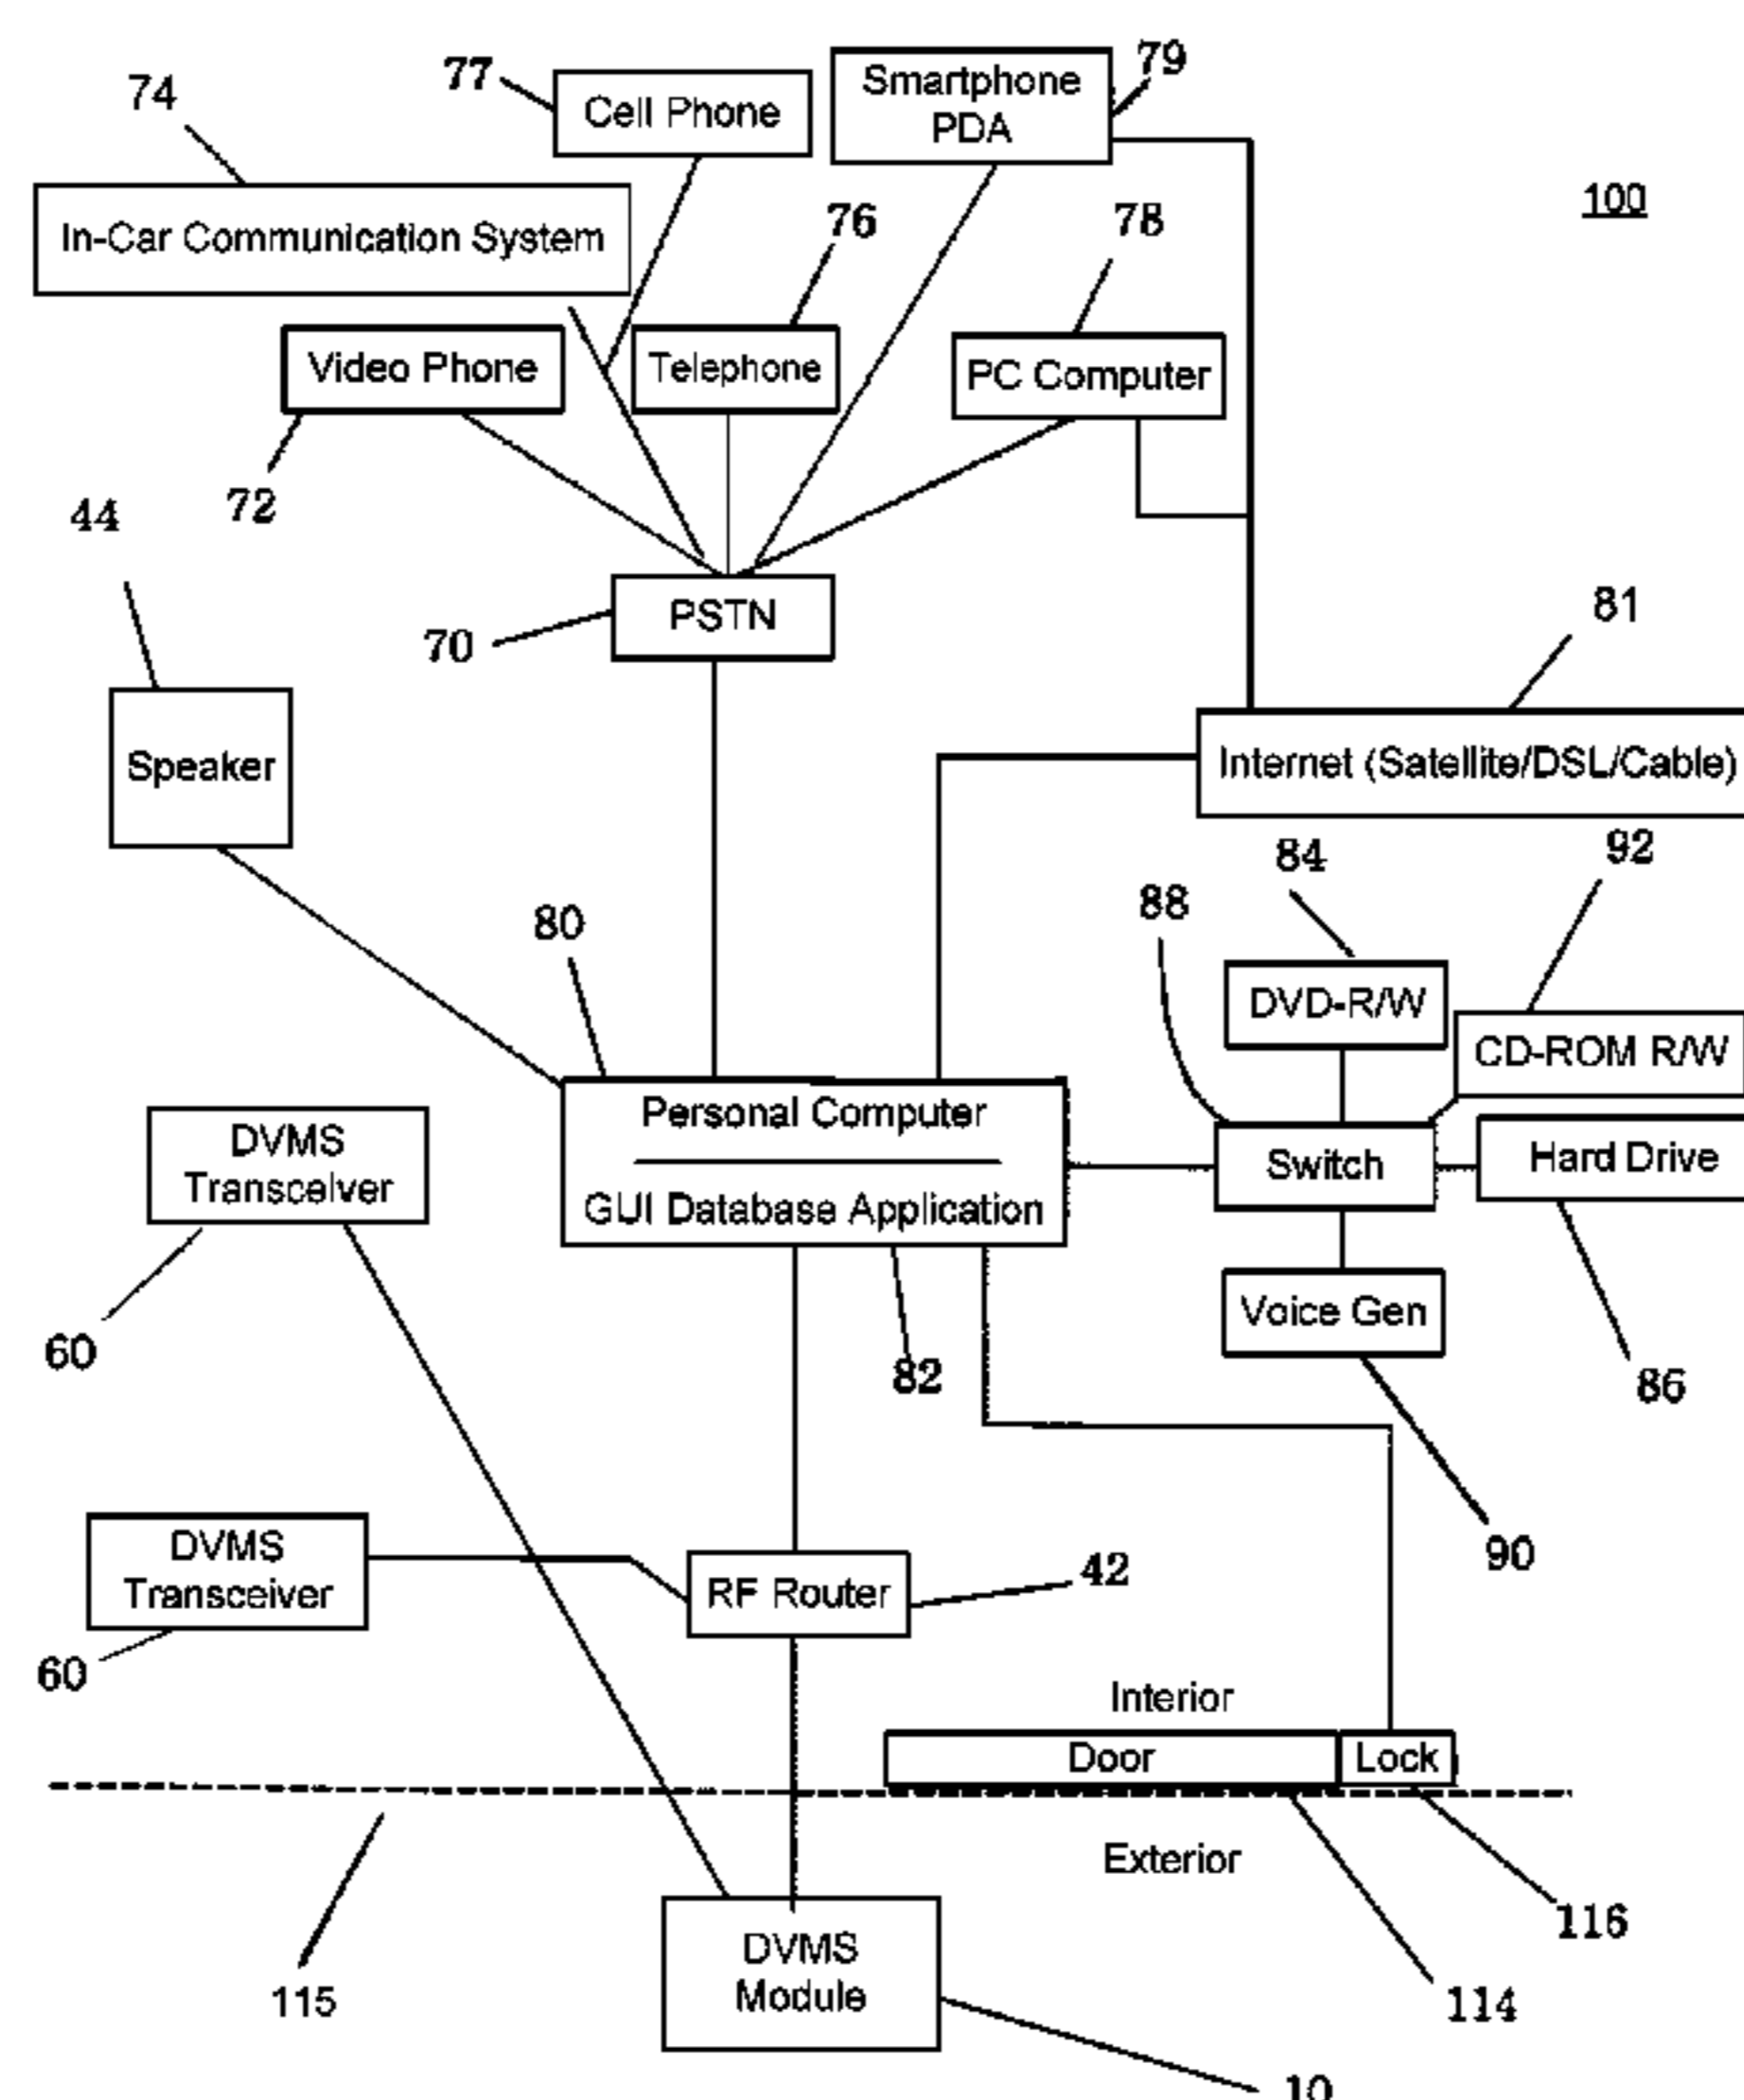 77
79
Smartphone
PDA
74
Cell Phone
100
76
78
In-Car Communication System
Video Phone
Telephone
PC Computer
72
44
81
70
PSTN
Speaker
Internet (Satellite/DSL/Cable)
92
84
88
80
DVD-R/W
CD-ROM R/W
Personal Computer
DVMS
Transceiver
Switch
Hard Drive
GUI Database Application
Voice Gen
60
82
86
90
DVMS
Transceiver
RF Router
42
60
Interior
Door
Lock
Exterior
116
DVMS
Module
115
114
10